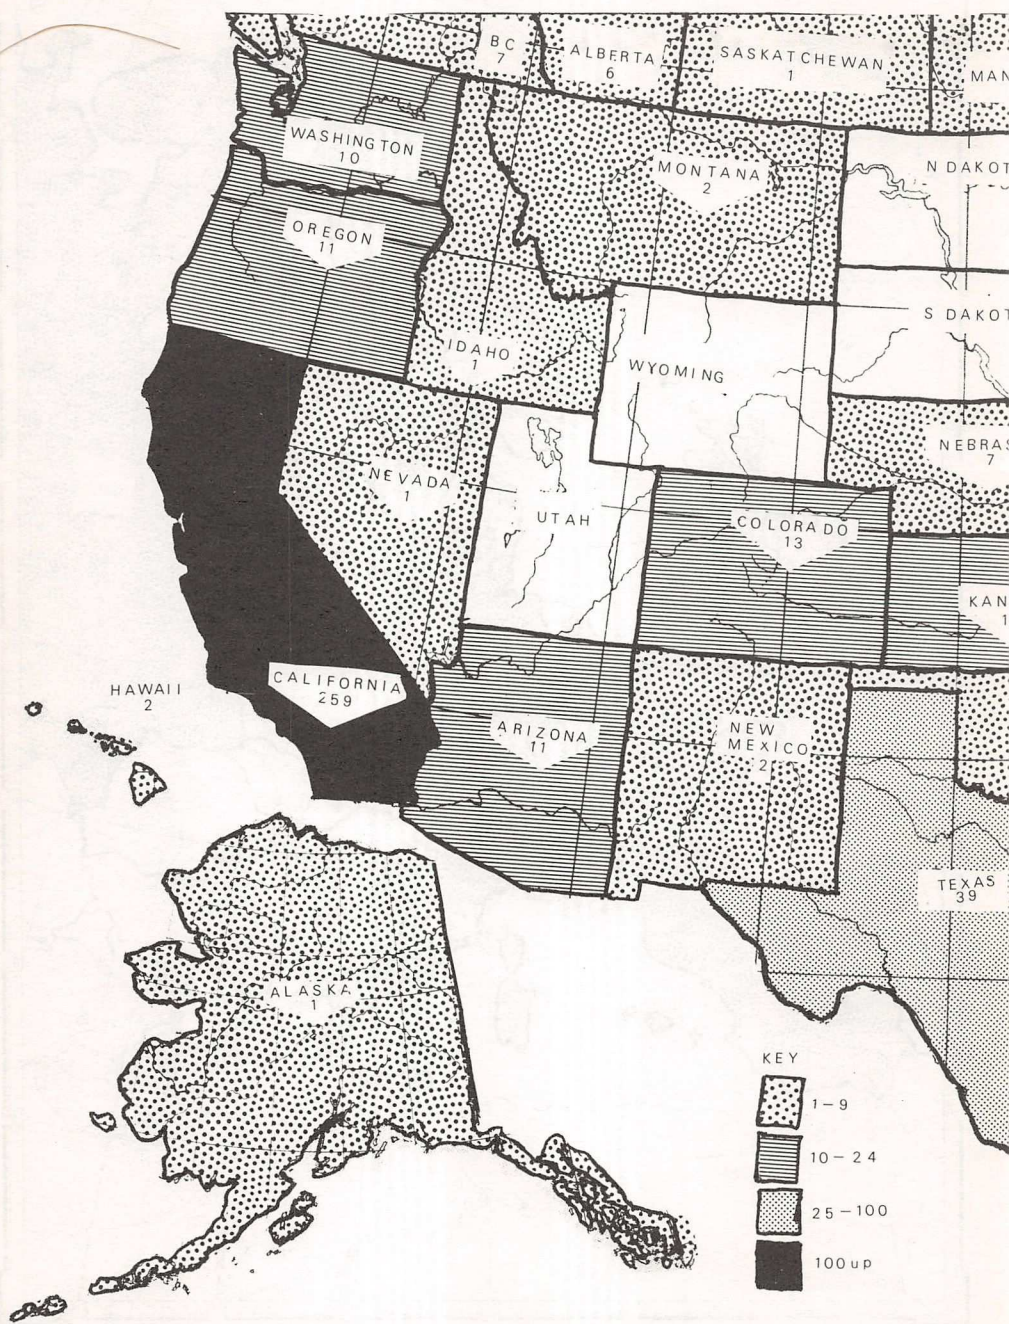 BC
7
ALBERTA
6
SASKATCHEWAN
1
MAN
WASHINGTON
10
MONTANA
2
N DAKOT
OREGON
11
S DAKOT
IDAHO
1
WYOMING
NEBRAS
7
NEVADA
1
UTAH
COLORADO
13
KAN
1
CALIFORNIA
259
HAWAII
2
ARIZONA
11
NEW
MEXICO
2
TEXAS
39
ALASKA
1
KEY
1-9
10-24
25-100
100up